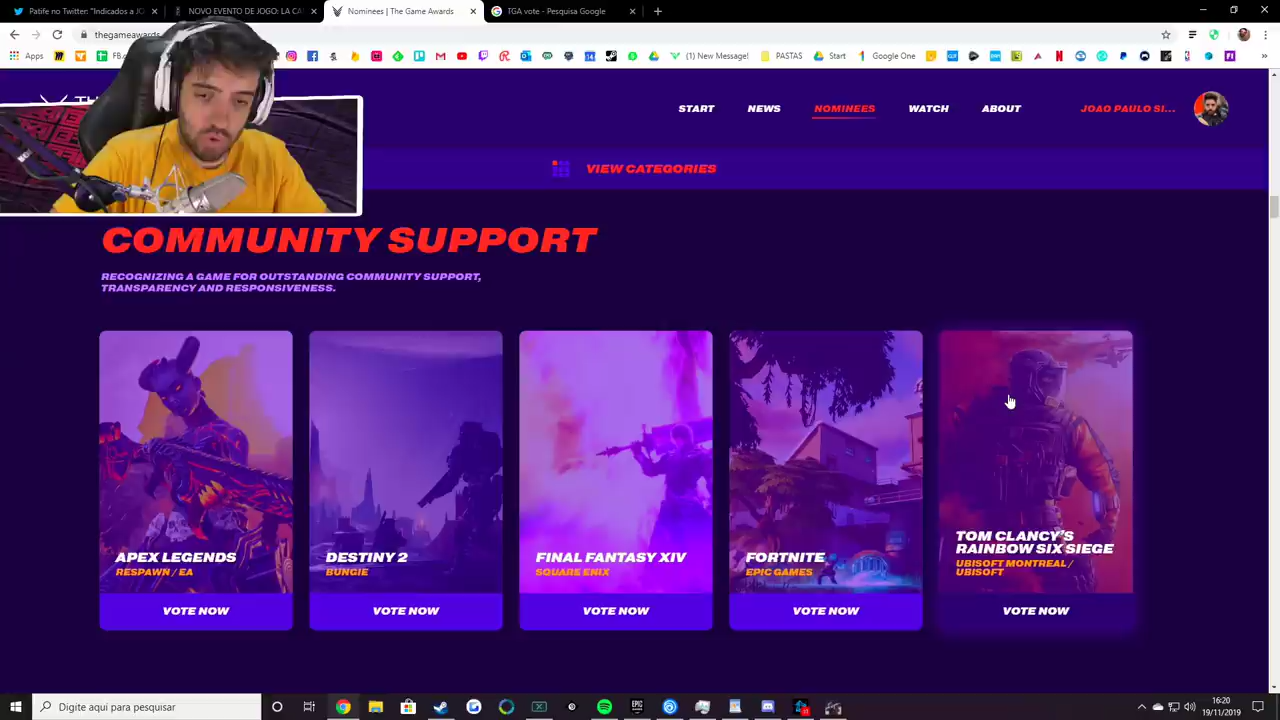 Patife no Twitter: "Indicados a JO
NOVO EVENTO DE JOGO: LA CA
Nominees | The Game Awards
TGA vote - Pesquisa Google
thegameawards
Apps
FB.c
(11) New Message!
PASTAS
Start
Google One
TH
START
NEWS
NOMINEES
WATCH
ABOUT
JOAO PAULO SI...
VIEW CATEGORIES
COMMUNITY SUPPORT
RECOGNIZING A GAME FOR OUTSTANDING COMMUNITY SUPPORT,
TRANSPARENCY AND RESPONSIVENESS.
APEX LEGENDS
RESPAWN / EA
VOTE NOW
DESTINY 2
BUNGIE
VOTE NOW
FINAL FANTASY XIV
SQUARE ENIX
VOTE NOW
FORTNITE
EPIC GAMES
VOTE NOW
TOM CLANCY'S
RAINBOW SIX SIEGE
UBISOFT MONTREAL /
UBISOFT
VOTE NOW
Digite aqui para pesquisar
16:20
19/11/2019